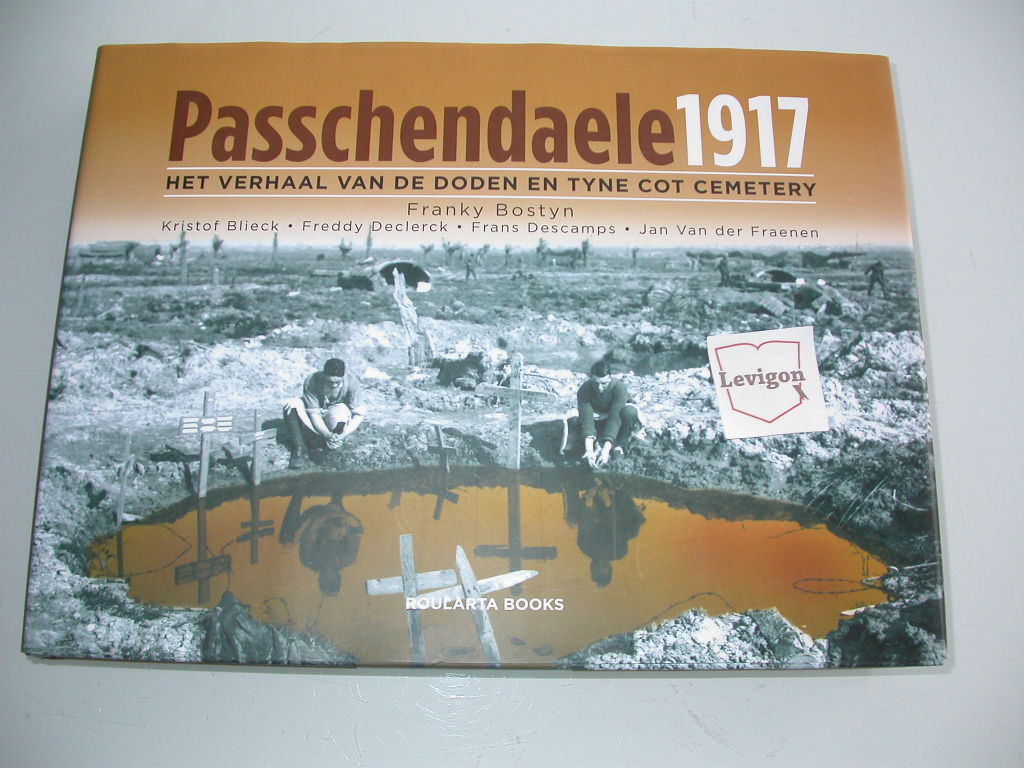 Passchendaele1917
HET VERHAAL VAN DE DODEN EN TYNE COT CEMETERY
Franky Bostyn
Kristof Blieck • Freddy Declerck • Frans Descamps • Jan Van der Fraenen
Levigon
ROULARTA BOOKS